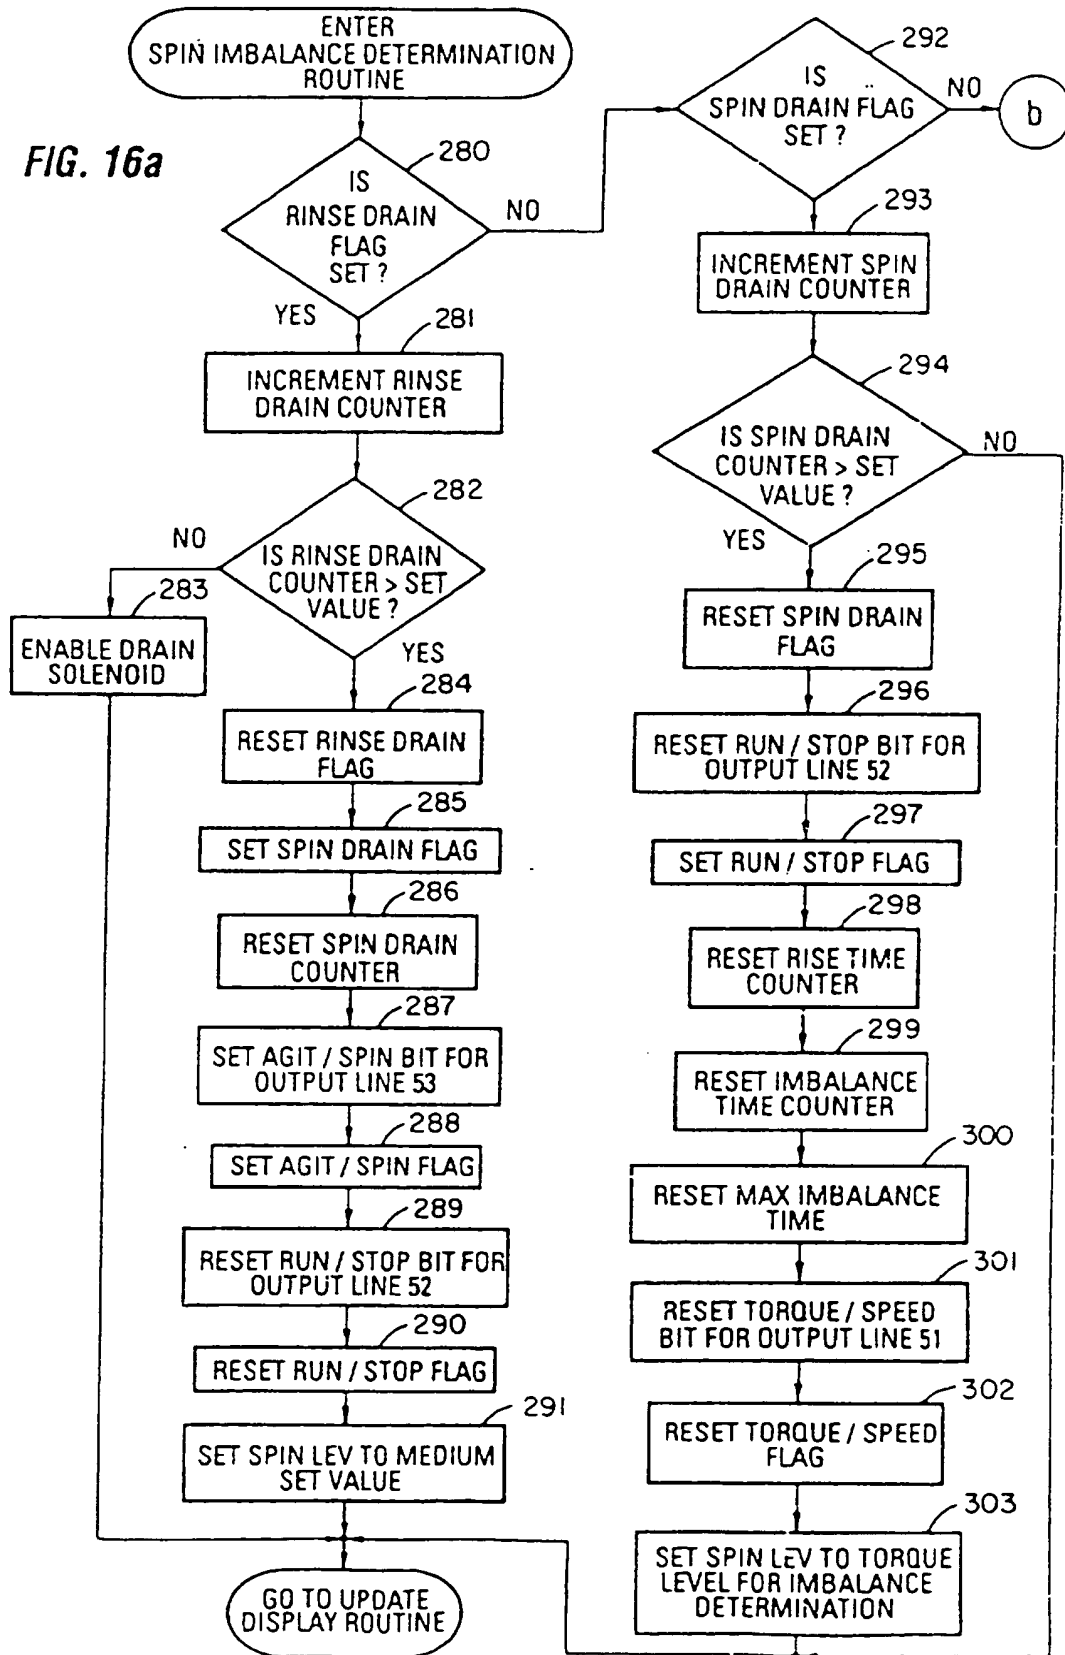 ENTER
SPIN IMBALANCE DETERMINATION
ROUTINE
FIG. 16a
280
IS
RINSE DRAIN
FLAG
SET ?
NO
YES
281
INCREMENT RINSE
DRAIN COUNTER
282
NO
IS RINSE DRAIN
COUNTER > SET
VALUE ?
YES
283
ENABLE DRAIN
SOLENOID
284
RESET RINSE DRAIN
FLAG
285
SET SPIN DRAIN FLAG
286
RESET SPIN DRAIN
COUNTER
287
SET AGIT / SPIN BIT FOR
OUTPUT LINE 53
288
SET AGIT / SPIN FLAG
289
RESET RUN / STOP BIT FOR
OUTPUT LINE 52
290
RESET RUN / STOP FLAG
291
SET SPIN LEV TO MEDIUM
SET VALUE
GO TO UPDATE
DISPLAY ROUTINE
292
IS
SPIN DRAIN FLAG
SET ?
NO
b
293
INCREMENT SPIN
DRAIN COUNTER
294
IS SPIN DRAIN
COUNTER > SET
VALUE ?
NO
YES
295
RESET SPIN DRAIN
FLAG
296
RESET RUN / STOP BIT FOR
OUTPUT LINE 52
297
SET RUN / STOP FLAG
298
RESET RISE TIME
COUNTER
299
RESET IMBALANCE
TIME COUNTER
300
RESET MAX IMBALANCE
TIME
301
RESET TORQUE / SPEED
BIT FOR OUTPUT LINE 51
302
RESET TORQUE / SPEED
FLAG
303
SET SPIN LEV TO TORQUE
LEVEL FOR IMBALANCE
DETERMINATION